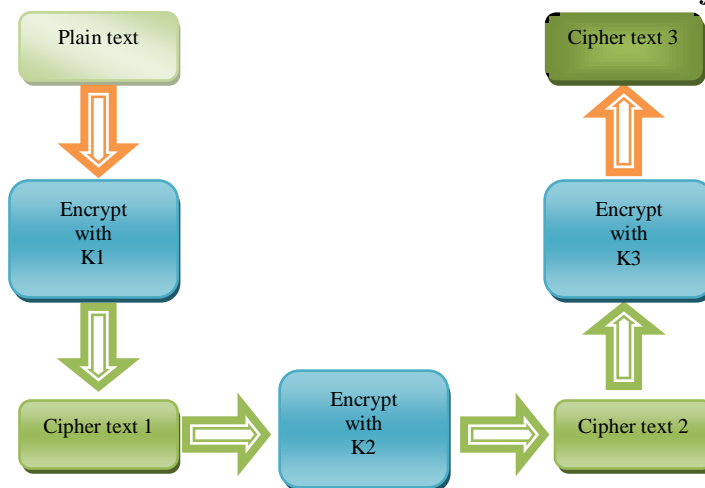 Plain text
Encrypt
with
K1
Cipher text 1
Encrypt
with
K2
Cipher text 2
Encrypt
with
K3
Cipher text 3